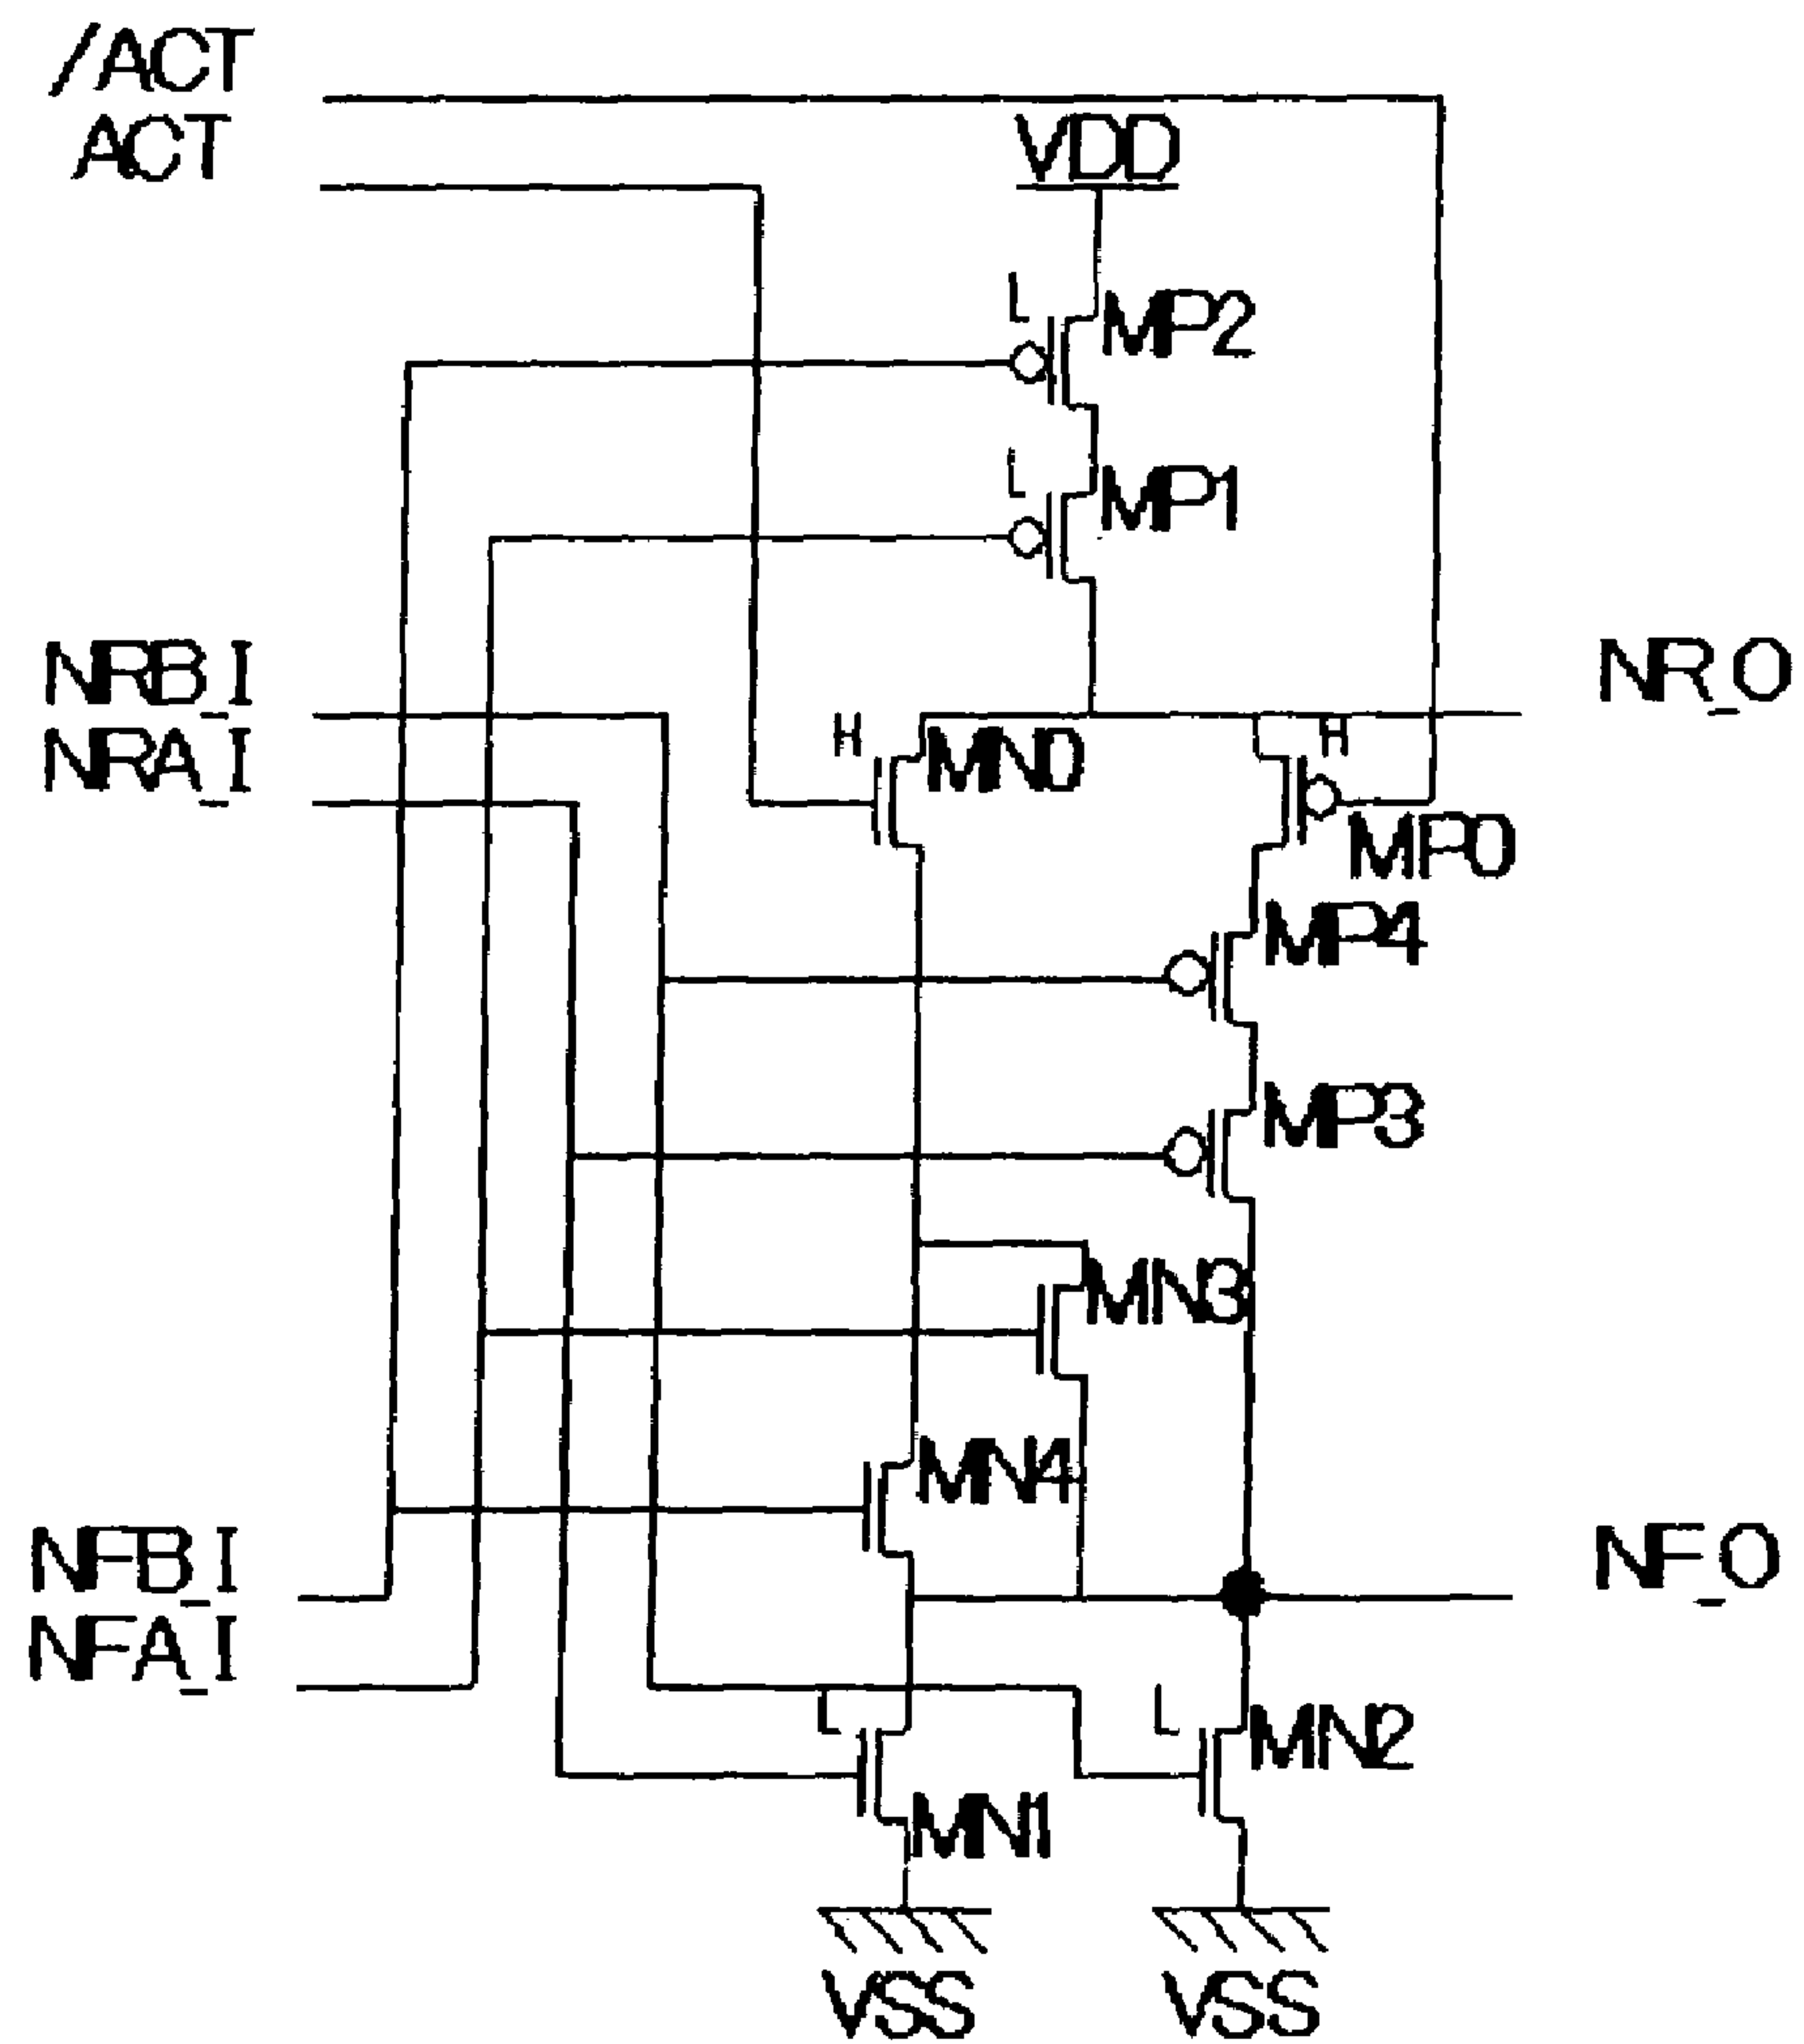 /ACT
ACT
VDD
L
MP2
L
MP1
NRB_I
NRA_I
NR_O
H
MN0
H
MP0
MP4
MP3
MN3
MN4
NFB_I
NFA_I
NF_O
L
MN1
L
MN2
VSS
VSS